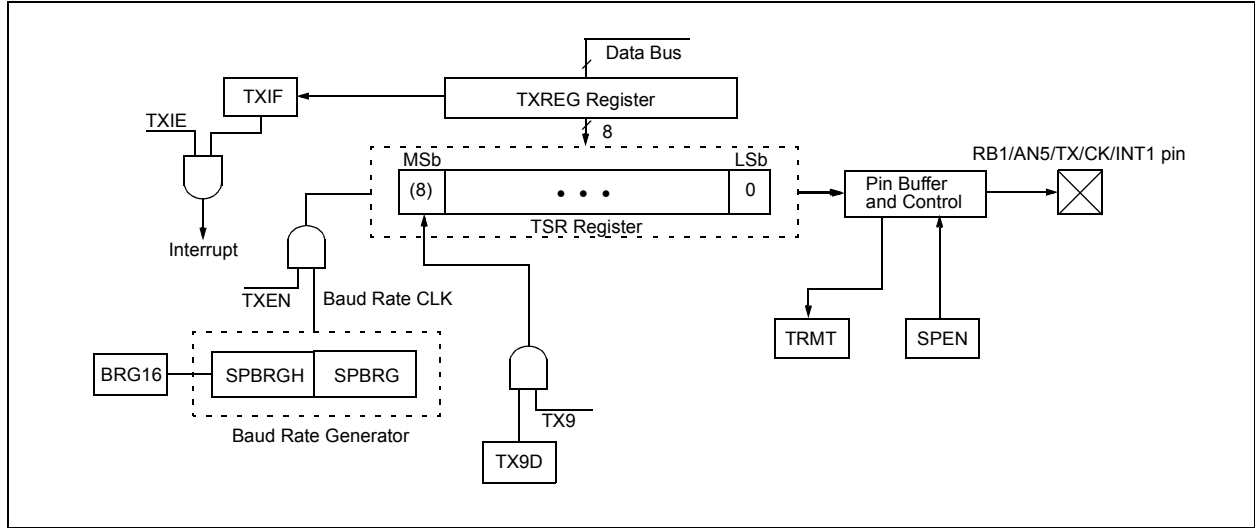 Data Bus
TXIF
TXREG Register
TXIE
8
MSb
LSb
RB1/AN5/TX/CK/INT1 pin
(8)
• • •
0
Pin Buffer
and Control
TSR Register
Interrupt
TXEN
Baud Rate CLK
TRMT
SPEN
BRG16
SPBRGH
SPBRG
TX9
Baud Rate Generator
TX9D